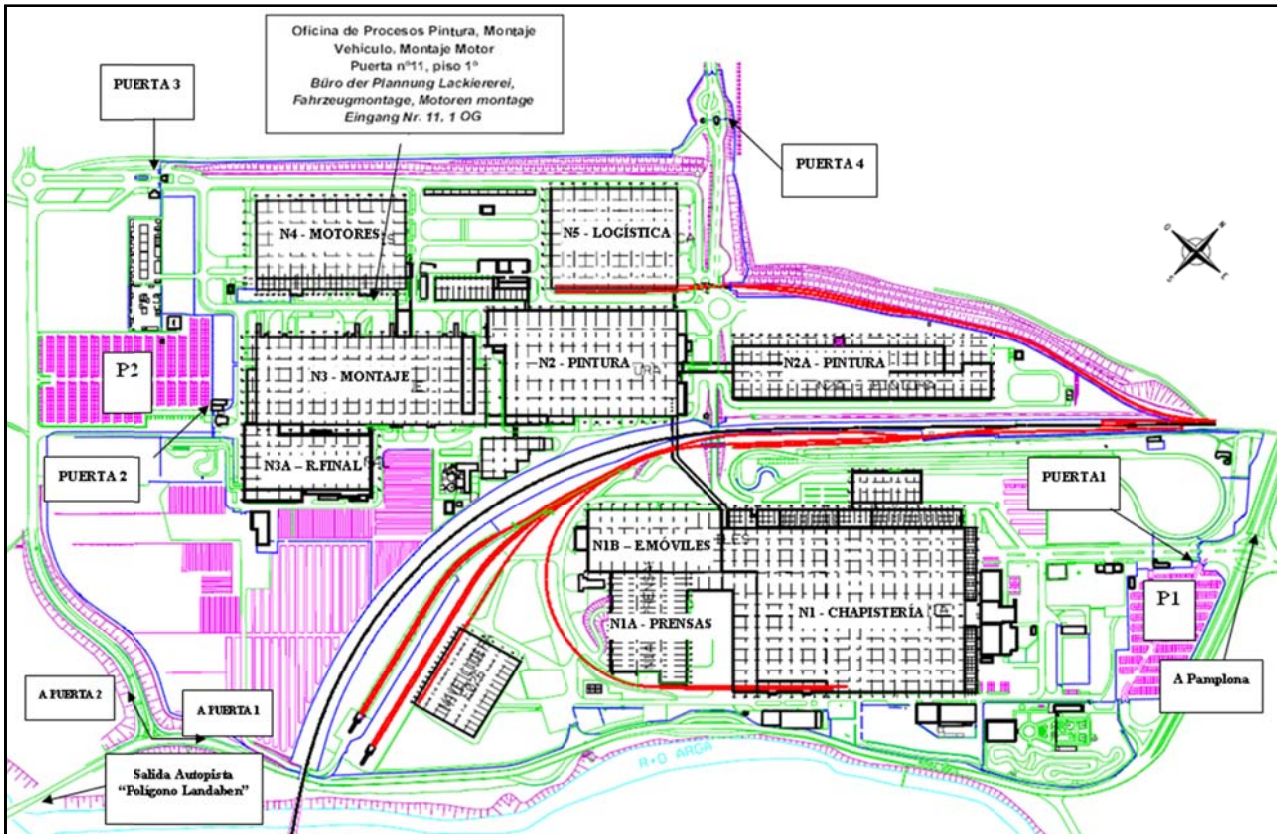 Oficina de Procesos Pintura, Montaje
Vehículo, Montaje Motor
Puerta nº11, piso 1º
Büro der Plannung Lackiererei,
Fahrzeugmontage, Motoren montage
Eingang Nr. 11, 1 OG
PUERTA 3
PUERTA 4
N4 - MOTORES
N5 - LOGÍSTICA
P2
N3 - MONTAJE
N2 - PINTURA
N2A - PINTURA
PUERTA 2
N3A – R.FINAL
PUERTA1
N1B – E.MÓVILES
N1A - PRENSAS
N1 - CHAPISTERÍA
P1
A PUERTA 2
A PUERTA 1
A Pamplona
Salida Autopista
“Polígono Landaben”
RIO ARGA